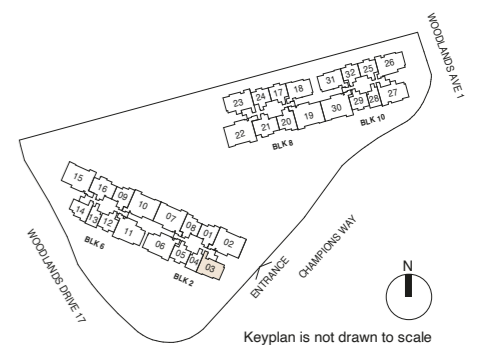 WOODLANDS AVE 1
23 24 17 18 31 32 25 26
22 21 20 19 30 29 28 27
BLK 8
BLK 10
15 16 09 10 07 08 01 02
14 13 12 11 06 05 04 03
BLK 6
BLK 2
WOODLANDS DRIVE 17
ENTRANCE
CHAMPIONS WAY
N
Keyplan is not drawn to scale